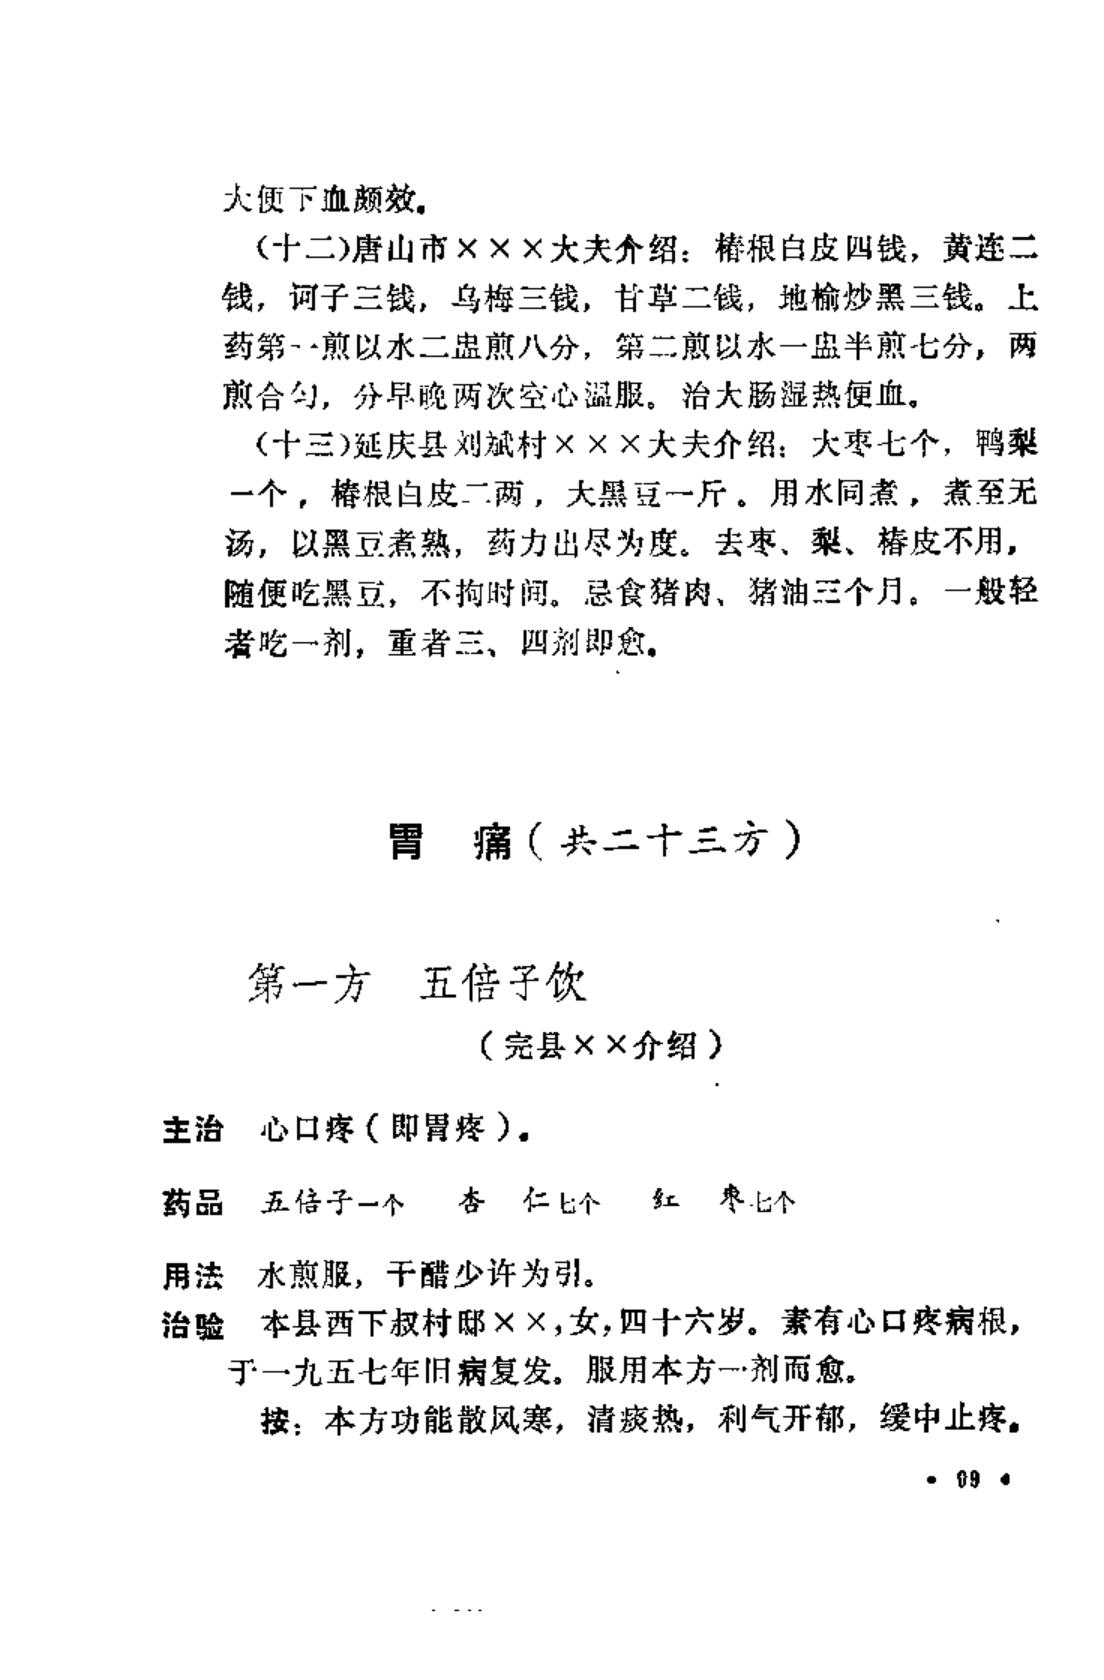 大便下血颇效。
（十二)唐山市×××大夫介绍：椿根白皮四钱，黄连二
钱，诃子三钱，乌梅三钱，甘草二钱，地榆炒黑三钱。上
药第一煎以水二盅煎八分，第二煎以水一盅半煎七分，两
煎合匀，分早晚两次空心温服。治大肠湿热便血。
（十三)延庆县刘斌村×××大夫介绍：大枣七个，鸭梨
一个，椿根白皮二两，大黑豆一斤。用水同煮，煮至无
汤，以黑豆煮熟，药力出尽为度。去枣、梨、椿皮不用，
随便吃黑豆，不拘时间。忌食猪肉、猪油三个月。一般轻
者吃一剂，重者三、四剂即愈。
胃　痛（共二十三方）
第一方　五倍子饮
（完县××介绍）
主治　心口疼（即胃疼）。
药品　五倍子一个　杏　仁七个　红　枣七个
用法　水煎服，干醋少许为引。
治验　本县西下叔村邸××,女,四十六岁。素有心口疼病根，
于一九五七年旧病复发。服用本方一剂而愈。
按：本方功能散风寒，清痰热，利气开郁，缓中止疼。